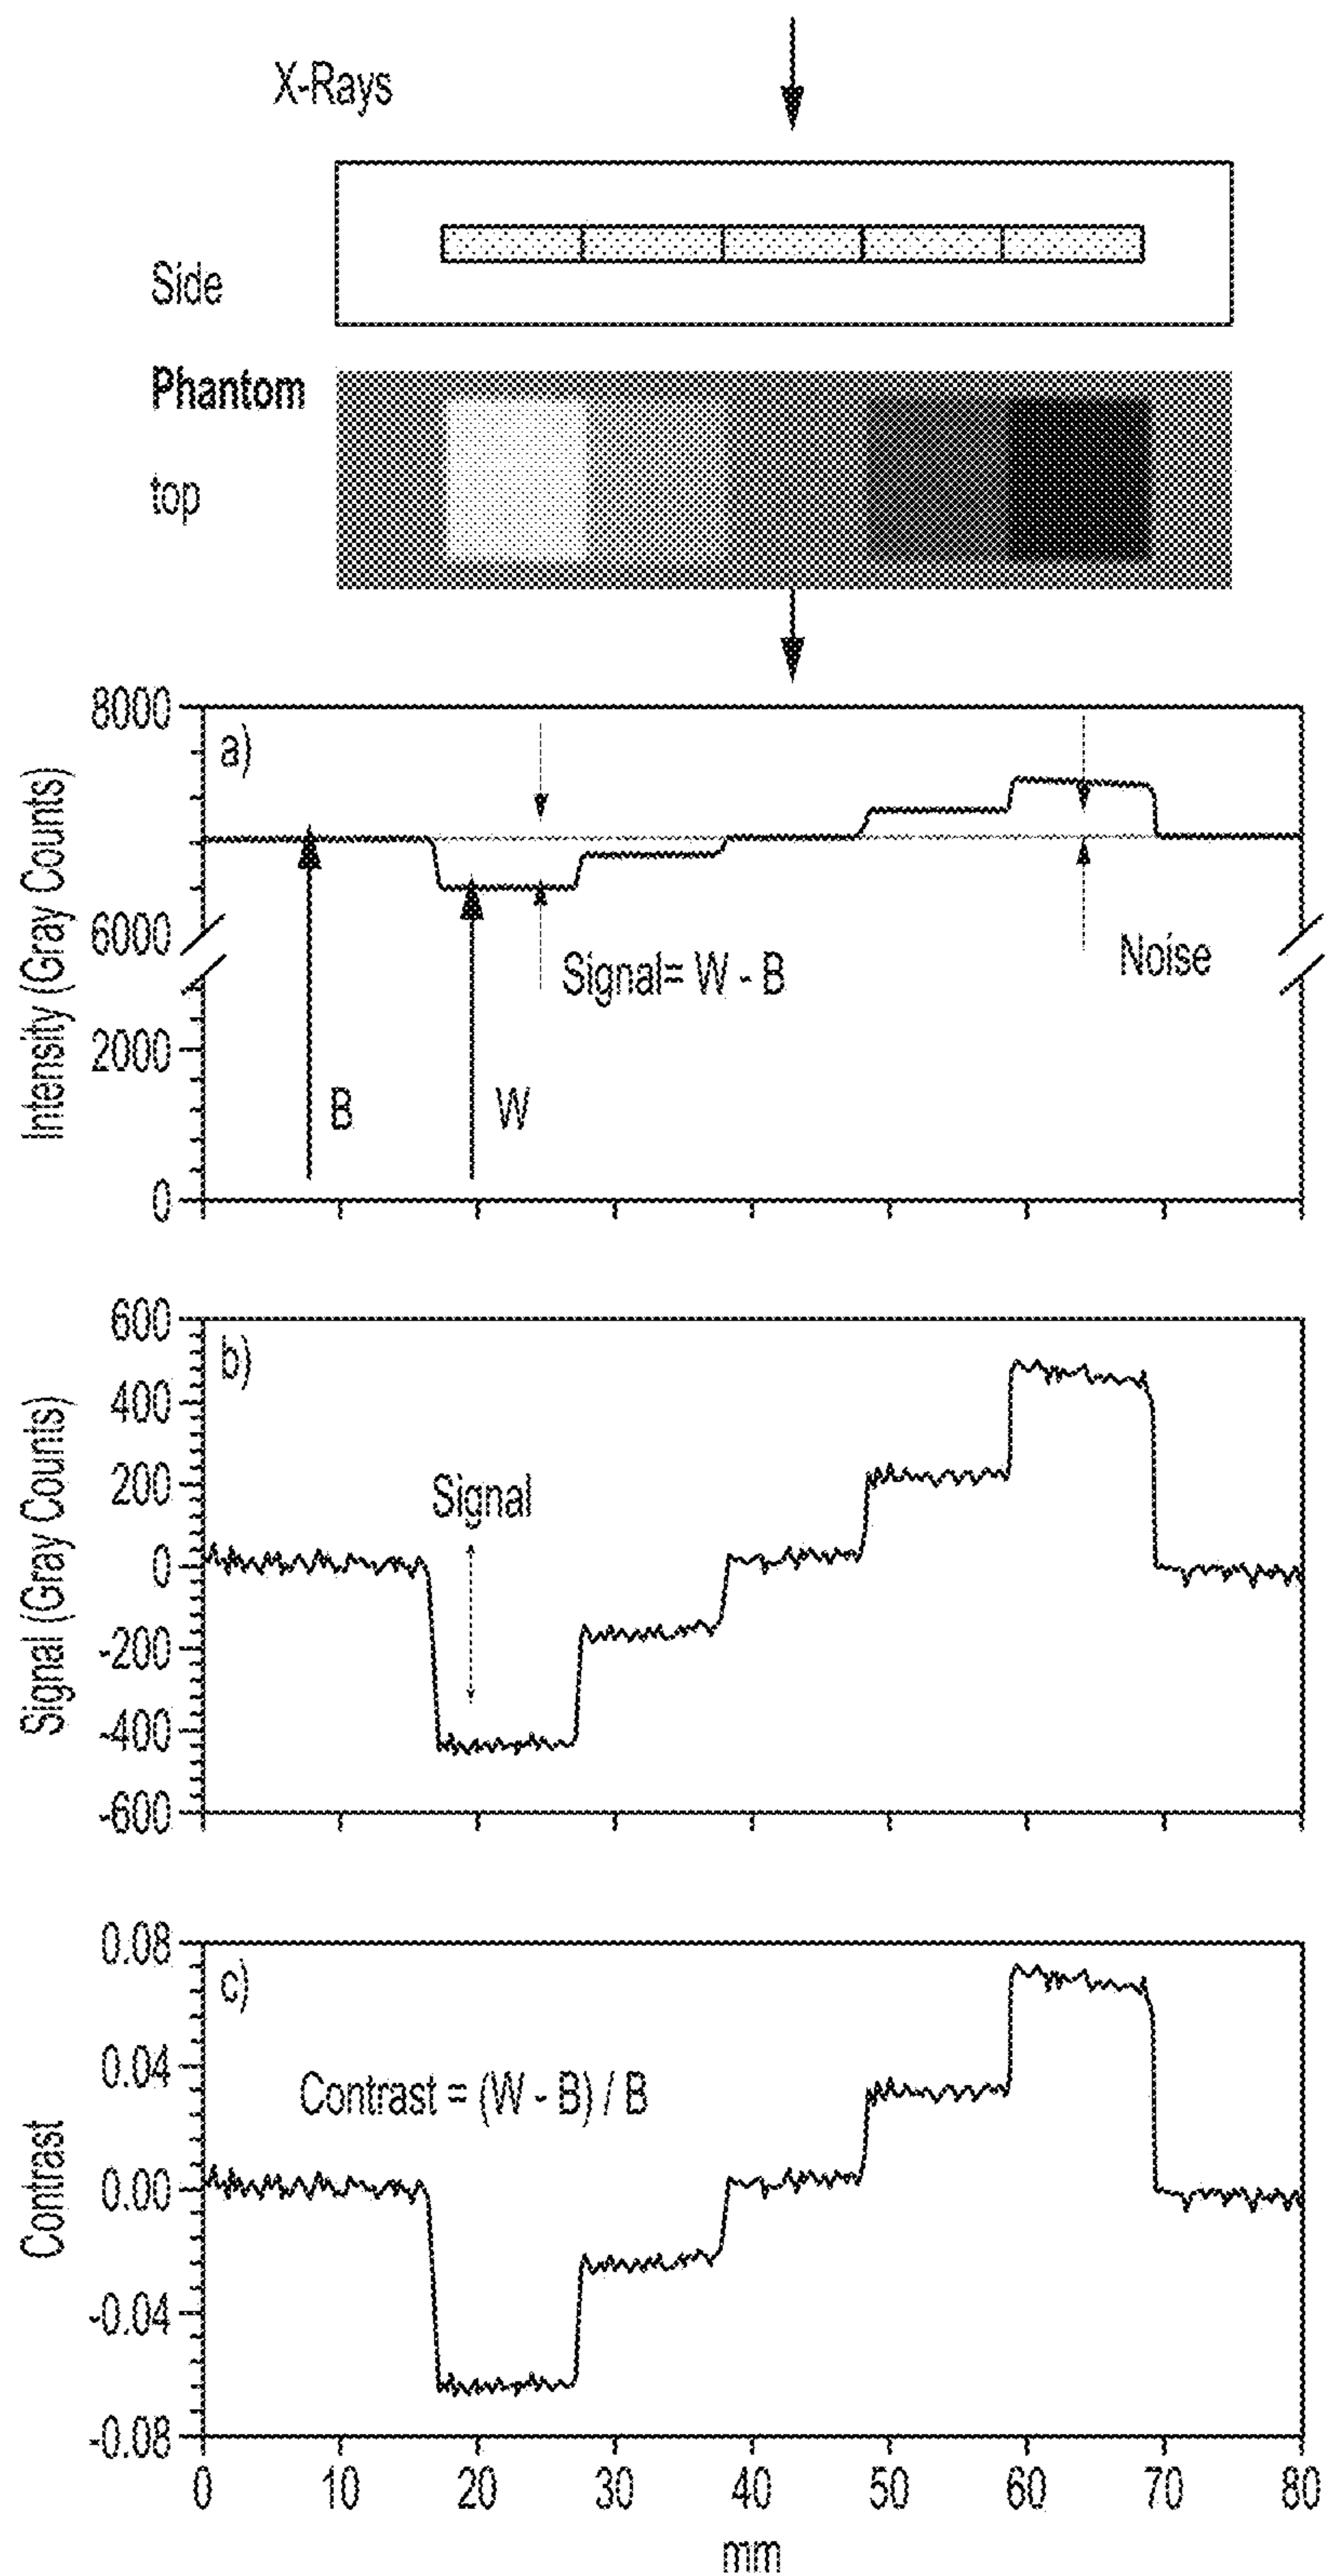 X-Rays
Side
Phantom
top
8000
a)
6000
Intensity (Gray Counts)
Signal= W - B
Noise
2000
B
W
0
600
b)
400
Signal (Gray Counts)
200
Signal
0
-200
-400
-600
0.08
c)
0.04
Contrast = (W - B) / B
Contrast
0.00
-0.04
-0.08
0 10 20 30 40 50 60 70 80
mm